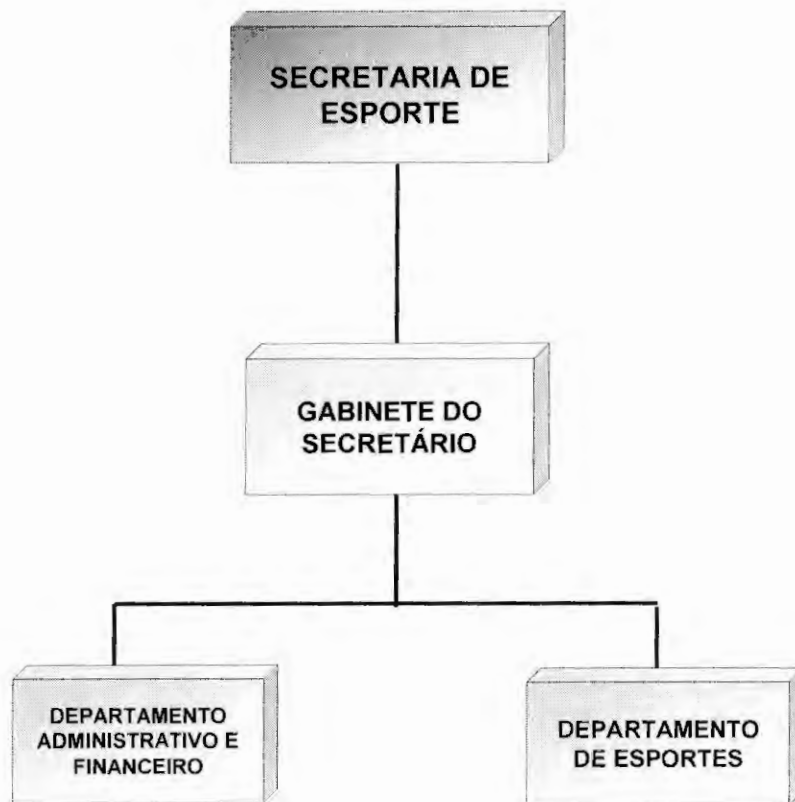 SECRETARIA DE
ESPORTE
GABINETE DO
SECRETÁRIO
DEPARTAMENTO
ADMINISTRATIVO E
FINANCEIRO
DEPARTAMENTO
DE ESPORTES